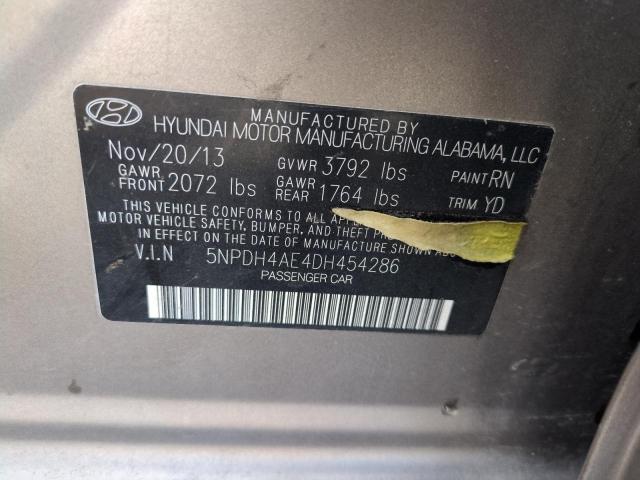 MANUFACTURED BY
HYUNDAI MOTOR MANUFACTURING ALABAMA, LLC
Nov/20/13 GVWR 3792 lbs PAINT RN
GAWR FRONT 2072 lbs GAWR REAR 1764 lbs TRIM YD
THIS VEHICLE CONFORMS TO ALL
MOTOR VEHICLE SAFETY, BUMPER, AND THEFT
IN EFFECT ON THE DATE OF MANUFACTURE SHOWN
V.I.N 5NPDH4AE4DH454286
PASSENGER CAR